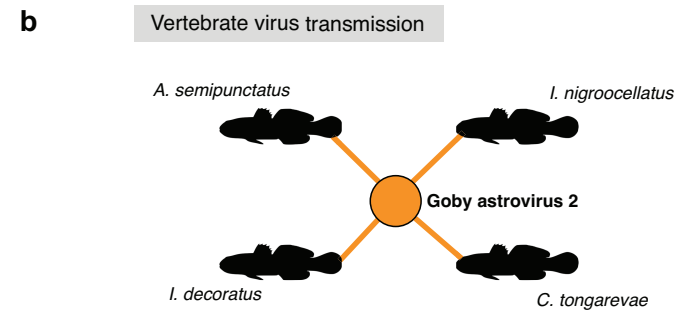 b
Vertebrate virus transmission
A. semipunctatus
I. nigroocellatus
Goby astrovirus 2
I. decoratus
C. tongarevae